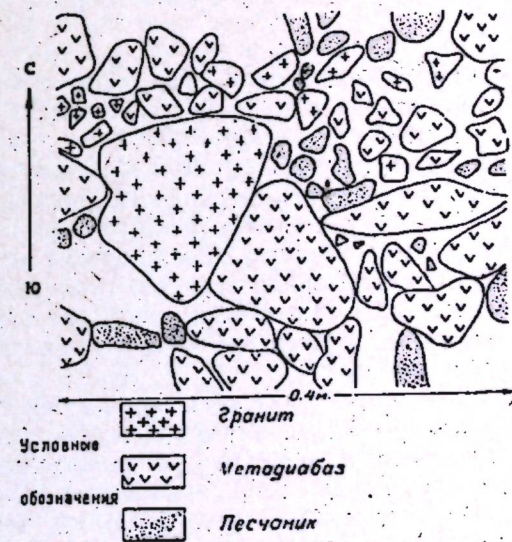 С
Ю
0.4м.
Гранит
Условные
Метадиабаз
обозначения
Песчаник